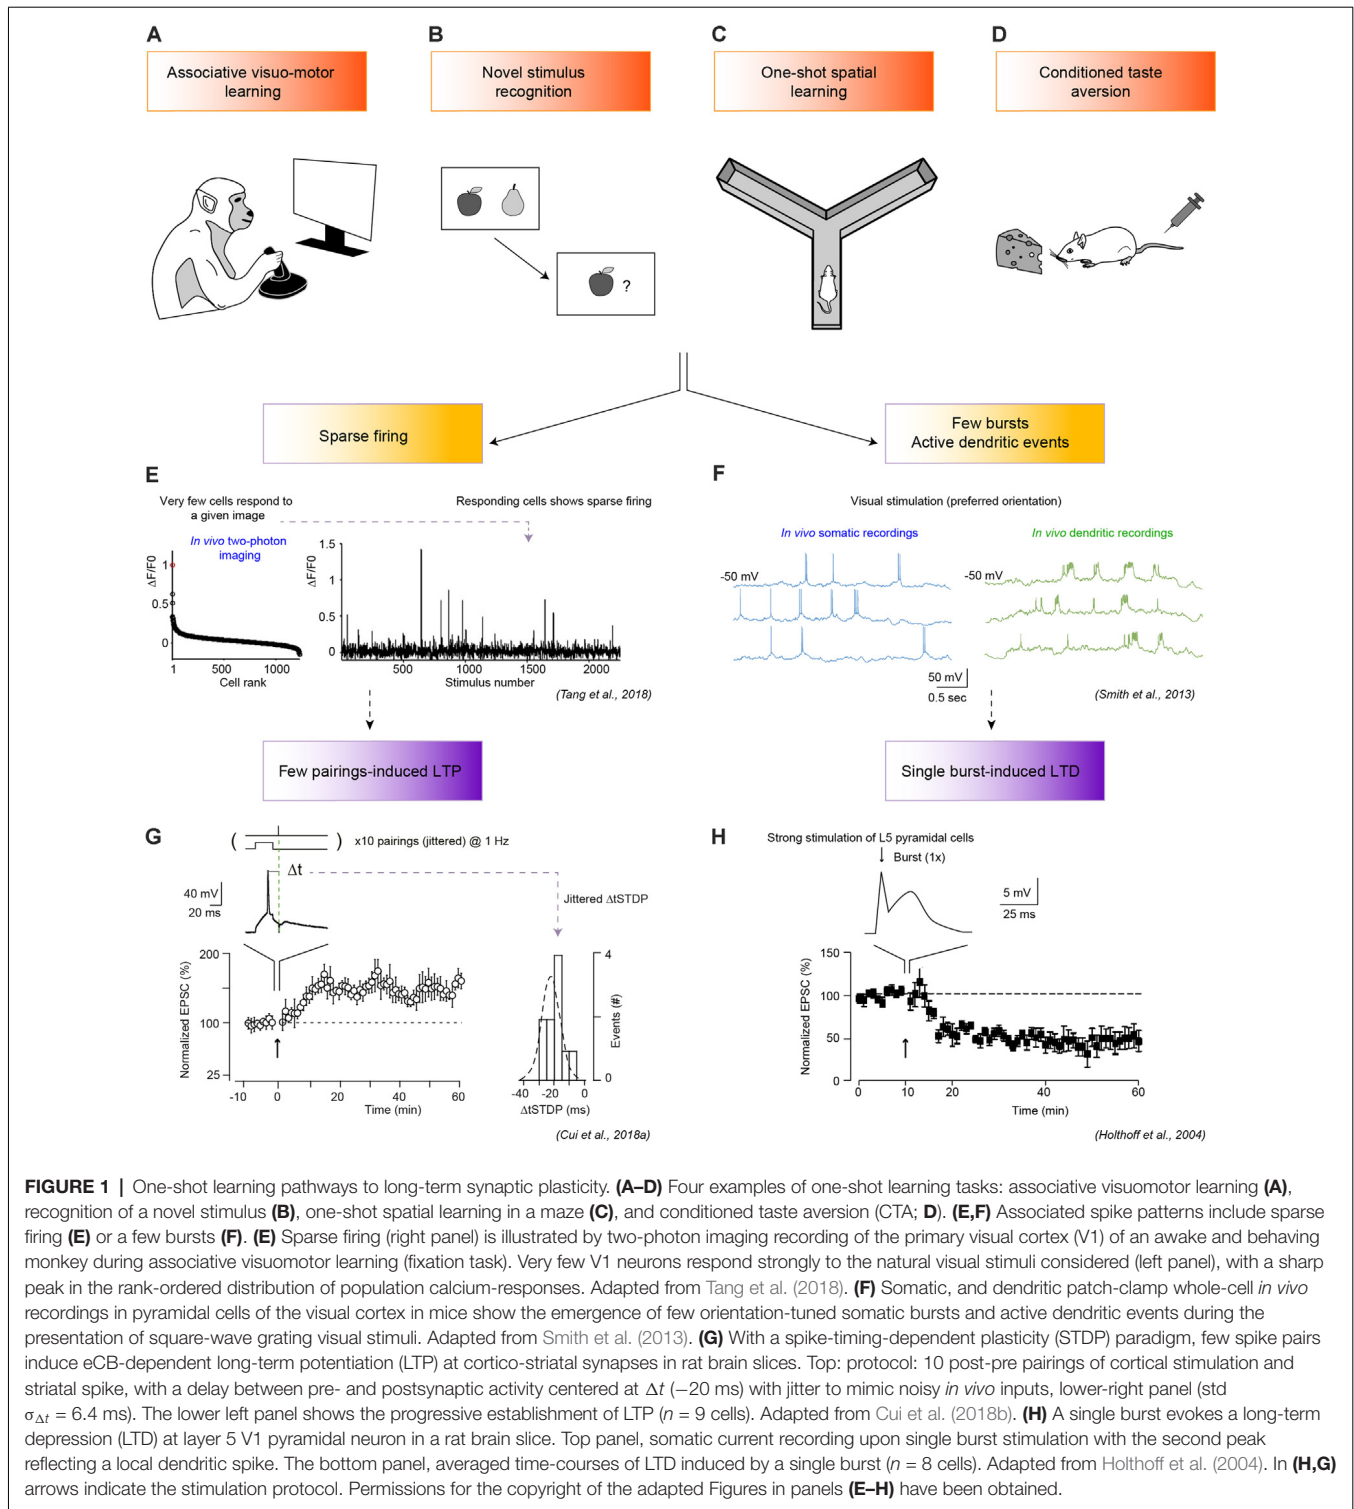 A
B
C
D
Associative visuo-motor
learning
Novel stimulus
recognition
One-shot spatial
learning
Conditioned taste
aversion
?
Sparse firing
Few bursts
Active dendritic events
E
Very few cells respond to
a given image
Responding cells shows sparse firing
In vivo two-photon
imaging
ΔF/F0
1
0.5
0
1
500
1000
Cell rank
ΔF/F0
1.5
1
0.5
0
500
1000
1500
2000
Stimulus number
(Tang et al., 2018)
F
Visual stimulation (preferred orientation)
In vivo somatic recordings
In vivo dendritic recordings
-50 mV
-50 mV
50 mV
0.5 sec
(Smith et al., 2013)
Few pairings-induced LTP
Single burst-induced LTD
G
( ) x10 pairings (jittered) @ 1 Hz
Δt
40 mV
20 ms
Jittered ΔtSTDP
Normalized EPSC (%)
200
100
25
-10
0
20
40
60
Time (min)
4
2
0
Events (#)
-40
-20
0
ΔtSTDP (ms)
(Cui et al., 2018a)
H
Strong stimulation of L5 pyramidal cells
Burst (1x)
5 mV
25 ms
Normalized EPSC (%)
150
100
50
0
0
10
20
40
60
Time (min)
(Holthoff et al., 2004)
FIGURE 1 | One-shot learning pathways to long-term synaptic plasticity. (A–D) Four examples of one-shot learning tasks: associative visuomotor learning (A),
recognition of a novel stimulus (B), one-shot spatial learning in a maze (C), and conditioned taste aversion (CTA; D). (E,F) Associated spike patterns include sparse
firing (E) or a few bursts (F). (E) Sparse firing (right panel) is illustrated by two-photon imaging recording of the primary visual cortex (V1) of an awake and behaving
monkey during associative visuomotor learning (fixation task). Very few V1 neurons respond strongly to the natural visual stimuli considered (left panel), with a sharp
peak in the rank-ordered distribution of population calcium-responses. Adapted from Tang et al. (2018). (F) Somatic, and dendritic patch-clamp whole-cell in vivo
recordings in pyramidal cells of the visual cortex in mice show the emergence of few orientation-tuned somatic bursts and active dendritic events during the
presentation of square-wave grating visual stimuli. Adapted from Smith et al. (2013). (G) With a spike-timing-dependent plasticity (STDP) paradigm, few spike pairs
induce eCB-dependent long-term potentiation (LTP) at cortico-striatal synapses in rat brain slices. Top: protocol: 10 post-pre pairings of cortical stimulation and
striatal spike, with a delay between pre- and postsynaptic activity centered at Δt (−20 ms) with jitter to mimic noisy in vivo inputs, lower-right panel (std
σΔt = 6.4 ms). The lower left panel shows the progressive establishment of LTP (n = 9 cells). Adapted from Cui et al. (2018b). (H) A single burst evokes a long-term
depression (LTD) at layer 5 V1 pyramidal neuron in a rat brain slice. Top panel, somatic current recording upon single burst stimulation with the second peak
reflecting a local dendritic spike. The bottom panel, averaged time-courses of LTD induced by a single burst (n = 8 cells). Adapted from Holthoff et al. (2004). In (H,G)
arrows indicate the stimulation protocol. Permissions for the copyright of the adapted Figures in panels (E–H) have been obtained.